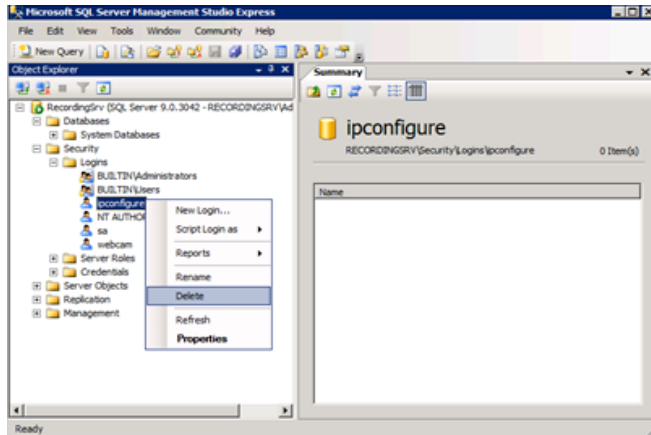 Microsoft SQL Server Management Studio Express
File Edit View Tools Window Community Help
New Query
Object Explorer
RecordingSrv (SQL Server 9.0.3042 - RECORDINGSRV\Ad
Databases
System Databases
Security
Logins
BUILTIN\Administrators
BUILTIN\Users
ipconfigure
NT AUTHOR
sa
webcam
Server Roles
Credentials
Server Objects
Replication
Management
New Login...
Script Login as
Reports
Rename
Delete
Refresh
Properties
Summary
ipconfigure
RECORDINGSRV\Security\Logins\ipconfigure 0 Item(s)
Name
Ready